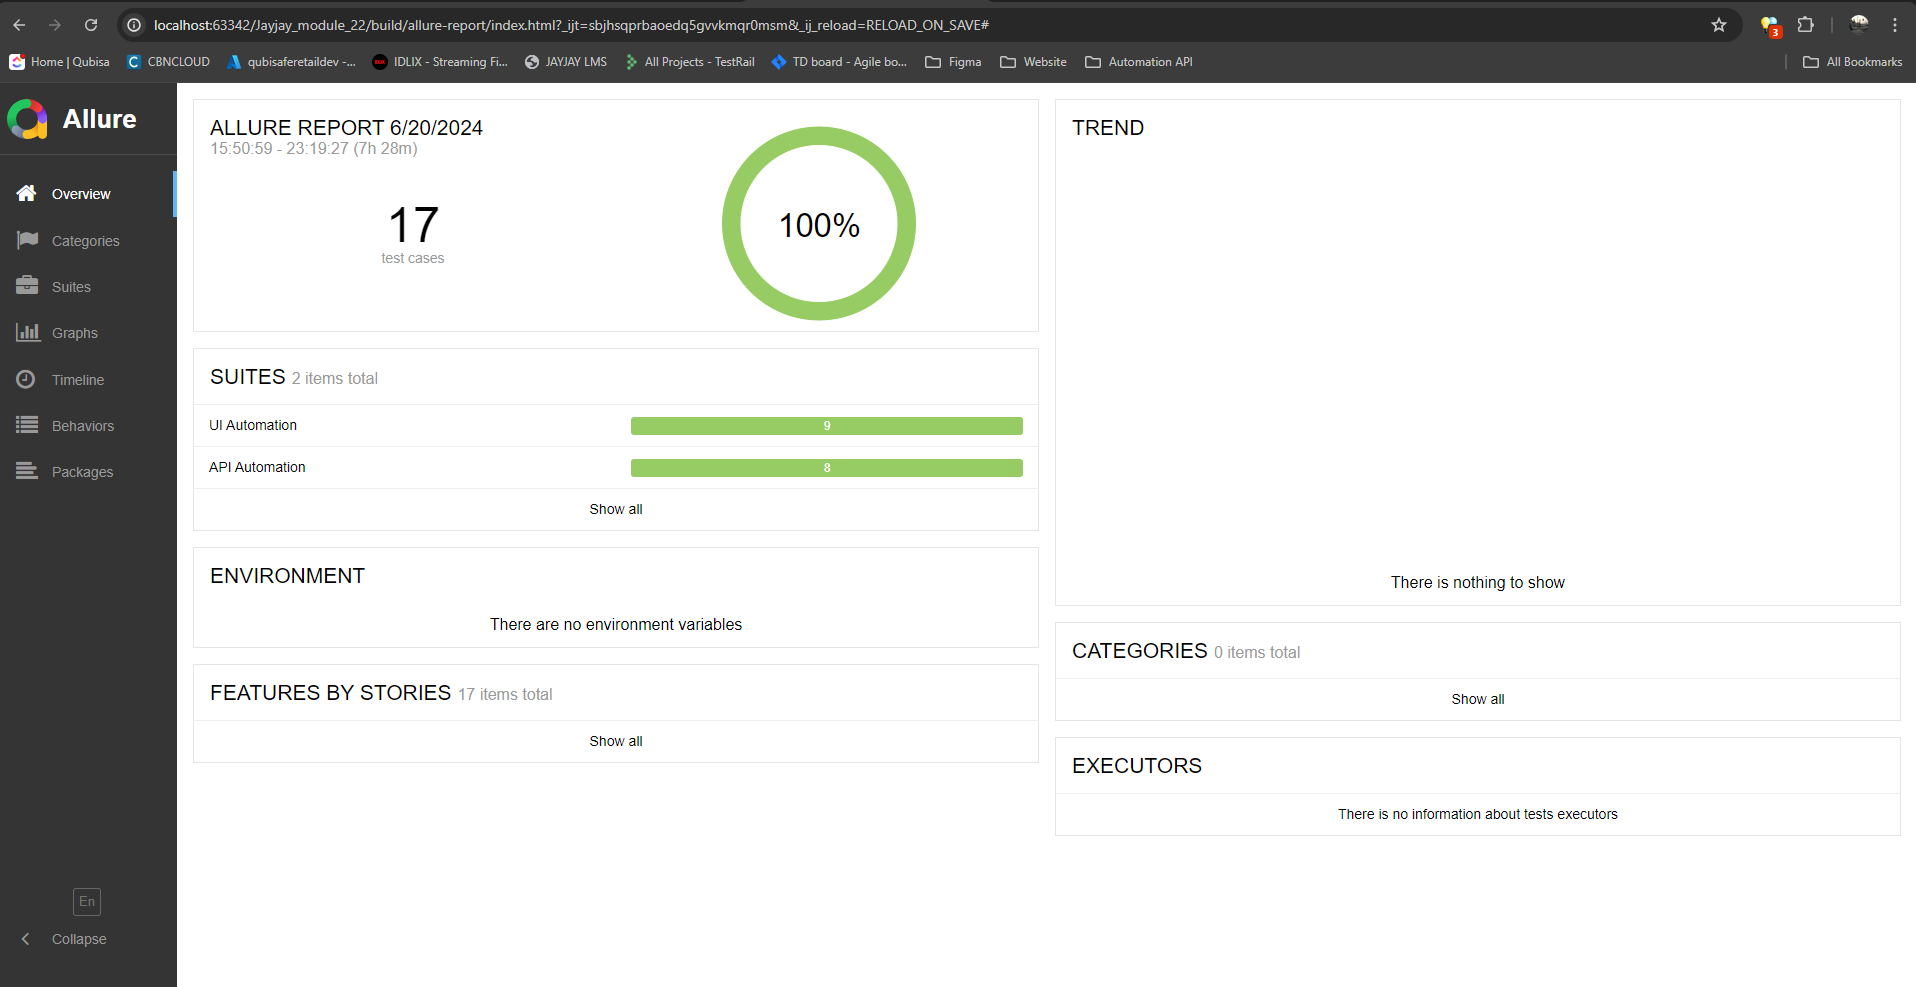 localhost:63342/Jayjay_module_22/build/allure-report/index.html?_ijt=sbjhsqprbaoedq5gvvkmqr0msm&_ij_reload=RELOAD_ON_SAVE#
3
Home | Qubisa
CBNCLOUD
qubisaferetaildev -...
IDLIX - Streaming Fi...
JAYJAY LMS
All Projects - TestRail
TD board - Agile bo...
Figma
Website
Automation API
All Bookmarks
Allure
Overview
Categories
Suites
Graphs
Timeline
Behaviors
Packages
En
Collapse
ALLURE REPORT 6/20/2024
15:50:59 - 23:19:27 (7h 28m)
17
test cases
100%
SUITES 2 items total
UI Automation
9
API Automation
8
Show all
ENVIRONMENT
There are no environment variables
FEATURES BY STORIES 17 items total
Show all
TREND
There is nothing to show
CATEGORIES 0 items total
Show all
EXECUTORS
There is no information about tests executors